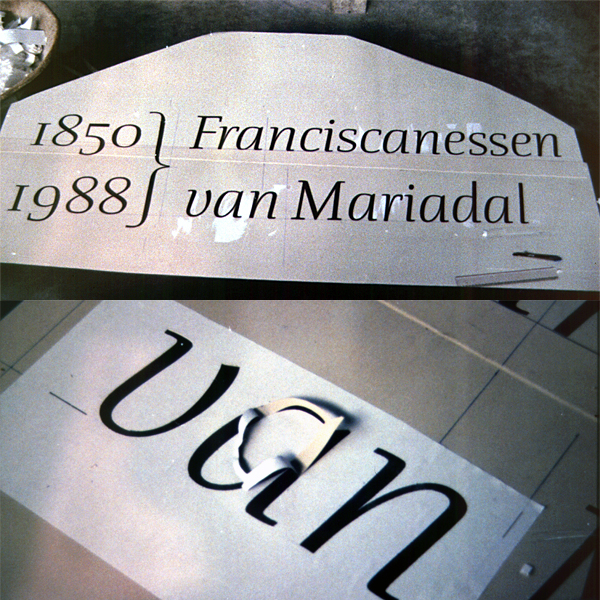 1850} Franciscanessen
1988} van Mariadal
van